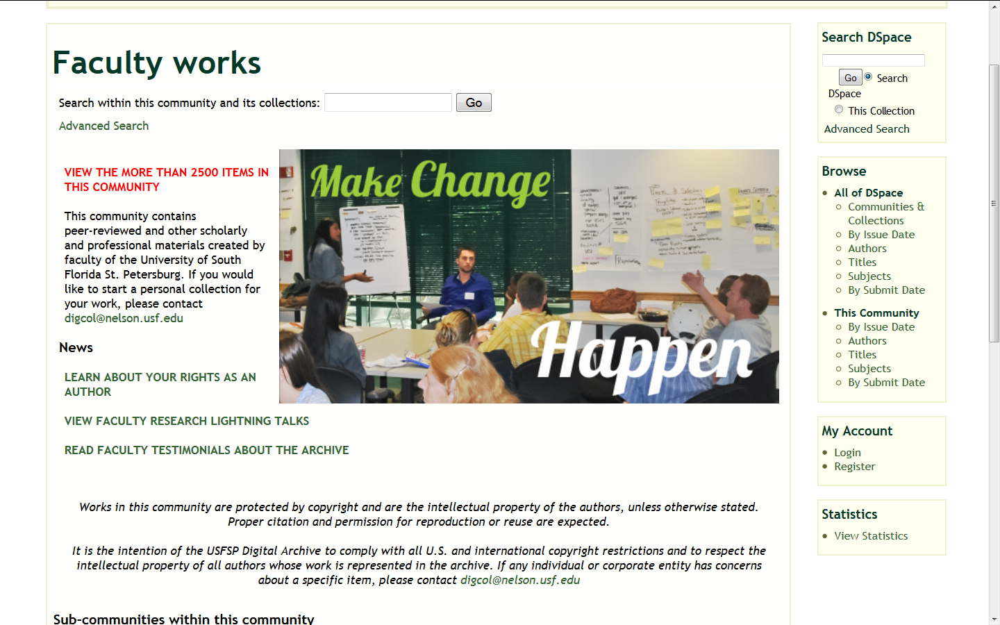 Faculty works
Search within this community and its collections:
Go
Advanced Search
VIEW THE MORE THAN 2500 ITEMS IN
THIS COMMUNITY
This community contains
peer-reviewed and other scholarly
and professional materials created by
faculty of the University of South
Florida St. Petersburg. If you would
like to start a personal collection for
your work, please contact
digcol@nelson.usf.edu
Make Change
Happen
News
LEARN ABOUT YOUR RIGHTS AS AN
AUTHOR
VIEW FACULTY RESEARCH LIGHTNING TALKS
READ FACULTY TESTIMONIALS ABOUT THE ARCHIVE
Works in this community are protected by copyright and are the intellectual property of the authors, unless otherwise stated.
Proper citation and permission for reproduction or reuse are expected.
It is the intention of the USFSP Digital Archive to comply with all U.S. and international copyright restrictions and to respect the
intellectual property of all authors whose work is represented in the archive. If any individual or corporate entity has concerns
about a specific item, please contact digcol@nelson.usf.edu
Sub-communities within this community
Search DSpace
Go Search
DSpace
This Collection
Advanced Search
Browse
All of DSpace
Communities &
Collections
By Issue Date
Authors
Titles
Subjects
By Submit Date
This Community
By Issue Date
Authors
Titles
Subjects
By Submit Date
My Account
Login
Register
Statistics
View Statistics